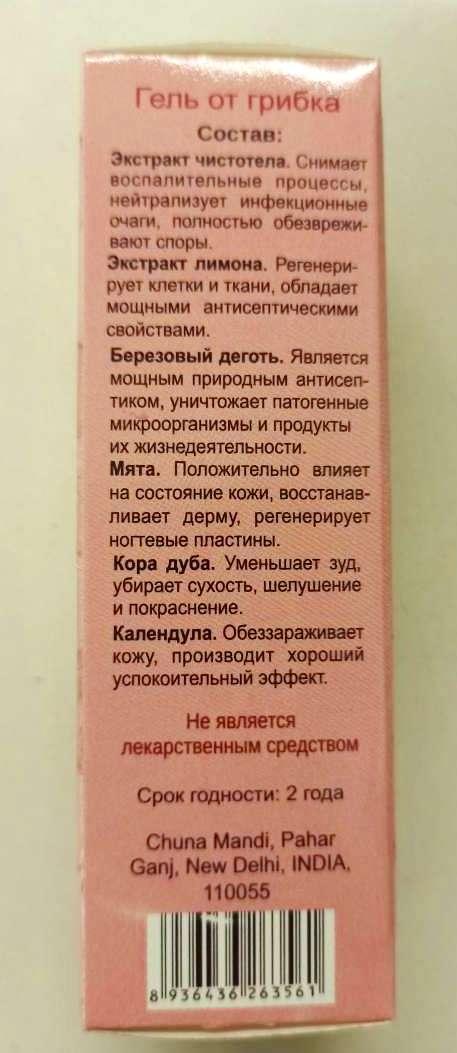 Гель от грибка
Состав:
Экстракт чистотела. Снимает
воспалительные процессы,
нейтрализует инфекционные
очаги, полностью обезврежи-
вают споры.
Экстракт лимона. Регенери-
рует клетки и ткани, обладает
мощными антисептическими
свойствами.
Березовый деготь. Является
мощным природным антисеп-
тиком, уничтожает патогенные
микроорганизмы и продукты
их жизнедеятельности.
Мята. Положительно влияет
на состояние кожи, восстанав-
ливает дерму, регенерирует
ногтевые пластины.
Кора дуба. Уменьшает зуд,
убирает сухость, шелушение
и покраснение.
Календула. Обеззараживает
кожу, производит хороший
успокоительный эффект.
Не является
лекарственным средством
Срок годности: 2 года
Chuna Mandi, Pahar
Ganj, New Delhi, INDIA,
110055
8 936436 263561